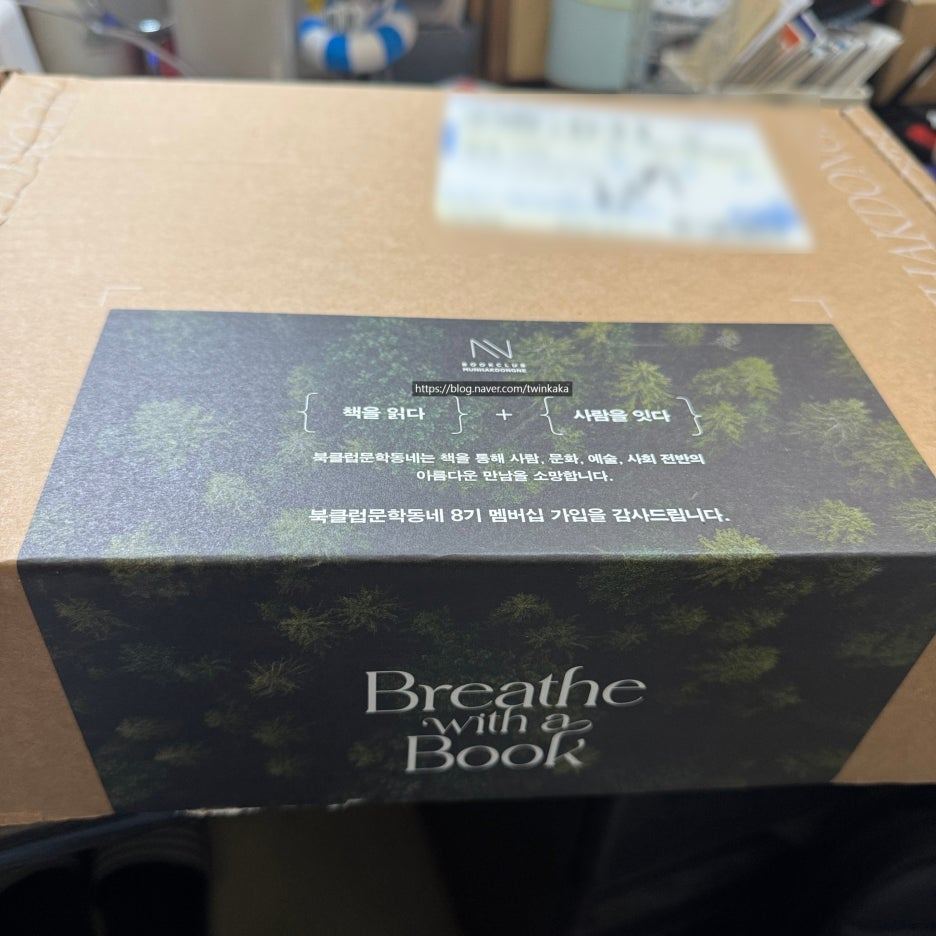 BOOKCLUB
MUNHAKDONGNE
https://blog.naver.com/twinkaka
{책을 읽다} + {사람을 잇다}
북클럽문학동네는 책을 통해 사람, 문화, 예술, 사회 전반의
아름다운 만남을 소망합니다.
북클럽문학동네 8기 멤버십 가입을 감사드립니다.
Breathe
with a
Book